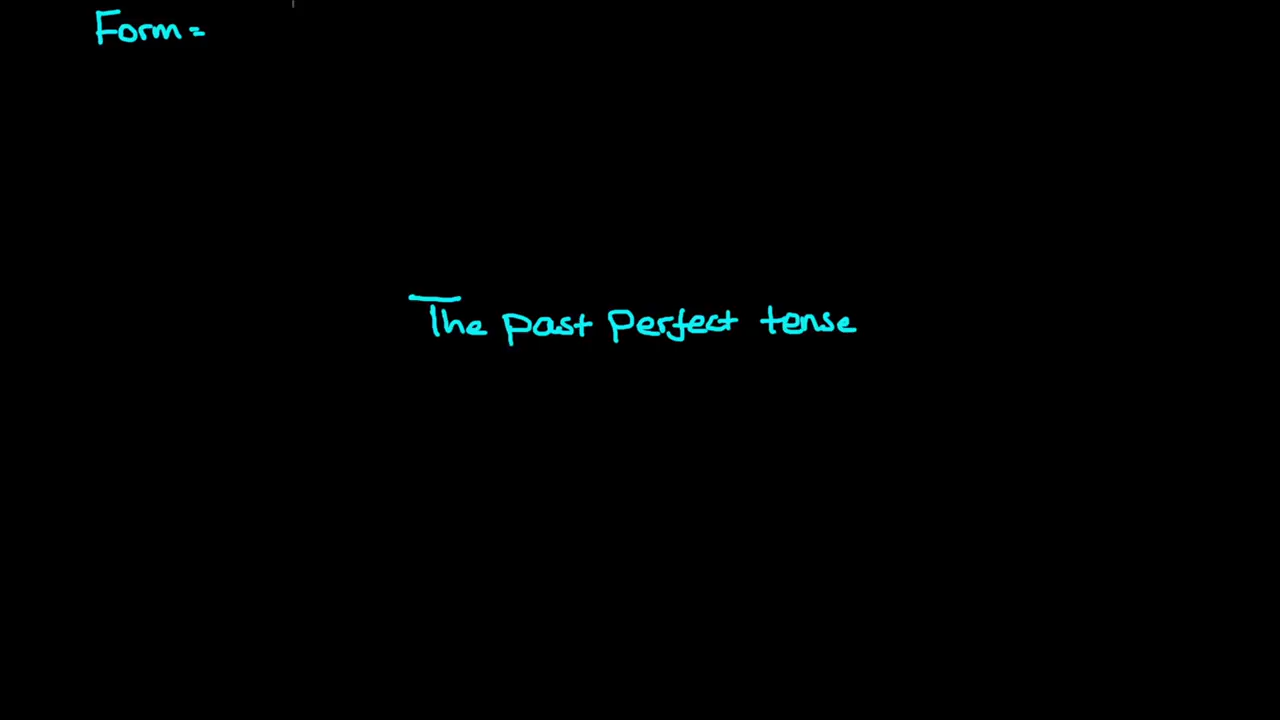 Form =
The past perfect tense